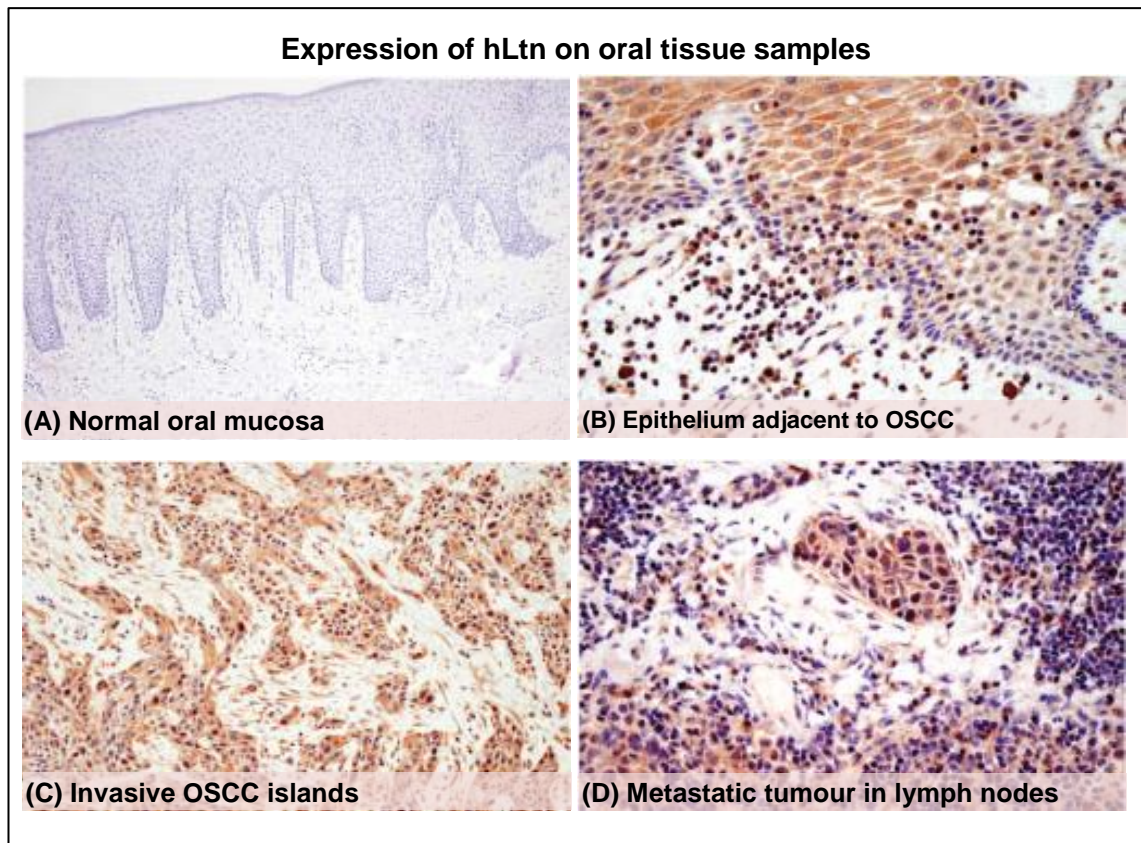 Expression of hLtn on oral tissue samples
(A) Normal oral mucosa
(B) Epithelium adjacent to OSCC
(C) Invasive OSCC islands
(D) Metastatic tumour in lymph nodes